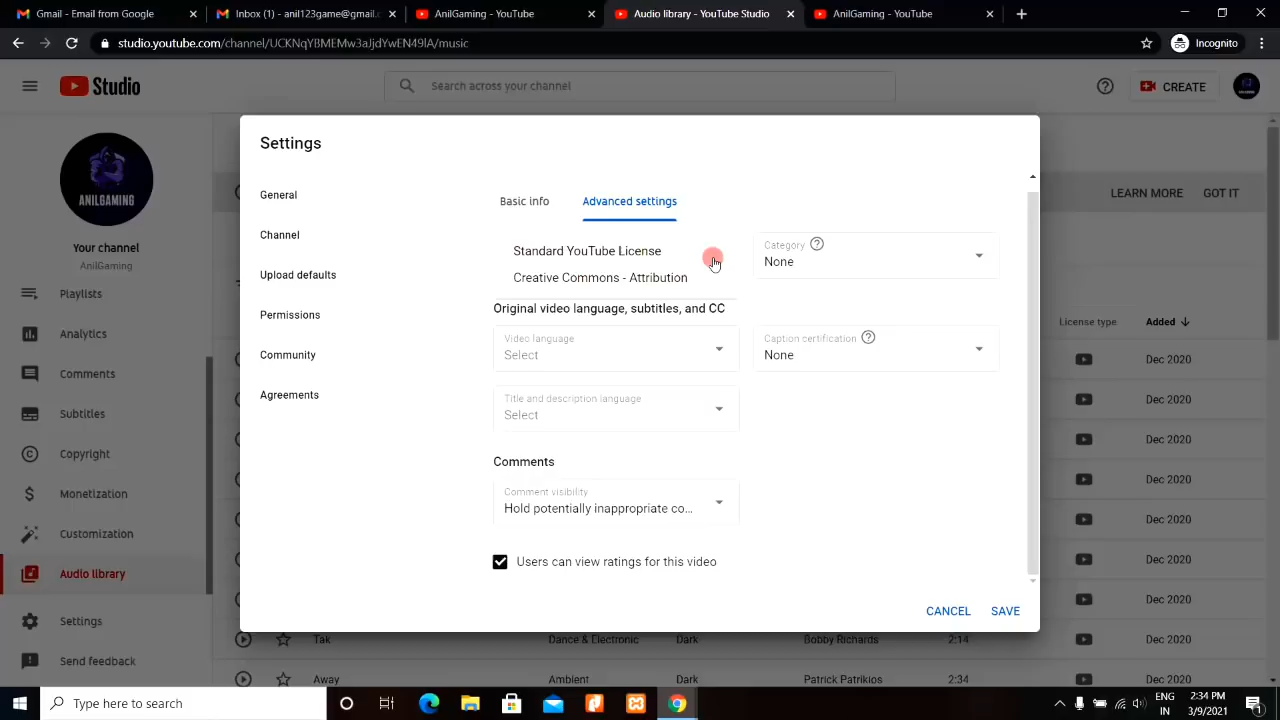 Gmail - Email from Google
Inbox (1) - anil123game@gmail.c
AnilGaming - YouTube
Audio library - YouTube Studio
AnilGaming - YouTube
studio.youtube.com/channel/UCKNqYBMEMw3aJjdYwEN49IA/music
Incognito
Studio
Search across your channel
CREATE
Settings
ANILGAMING
Your channel
AnilGaming
Playlists
Analytics
Comments
Subtitles
Copyright
Monetization
Customization
Audio library
Settings
Send feedback
General
Channel
Upload defaults
Permissions
Community
Agreements
Basic info
Advanced settings
Standard YouTube License
Creative Commons - Attribution
Category
None
Original video language, subtitles, and CC
Video language
Select
Caption certification
None
Title and description language
Select
Comments
Comment visibility
Hold potentially inappropriate co...
Users can view ratings for this video
CANCEL
SAVE
LEARN MORE
GOT IT
License type
Added
Dec 2020
Dec 2020
Dec 2020
Dec 2020
Dec 2020
Dec 2020
Dec 2020
Tak
Dance & Electronic
Dark
Bobby Richards
2:14
Dec 2020
Away
Ambient
Dark
Patrick Patrikios
2:34
Dec 2020
Type here to search
ENG
IN
2:34 PM
3/9/2021